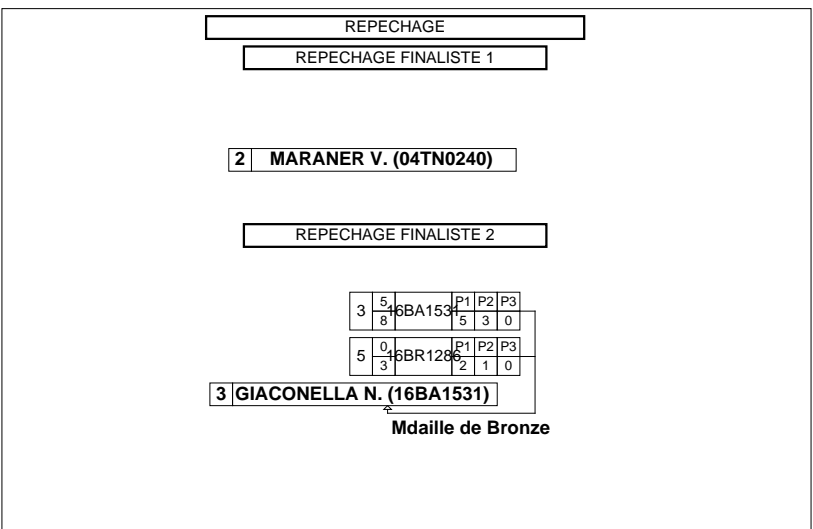 REPECHAGE
REPECHAGE FINALISTE 1
2 MARANER V. (04TN0240)
REPECHAGE FINALISTE 2
3 5 16BA1531 P1 P2 P3
8 5 3 0
5 0 16BR1286 P1 P2 P3
3 2 1 0
3 GIACONELLA N. (16BA1531)
Mdaille de Bronze